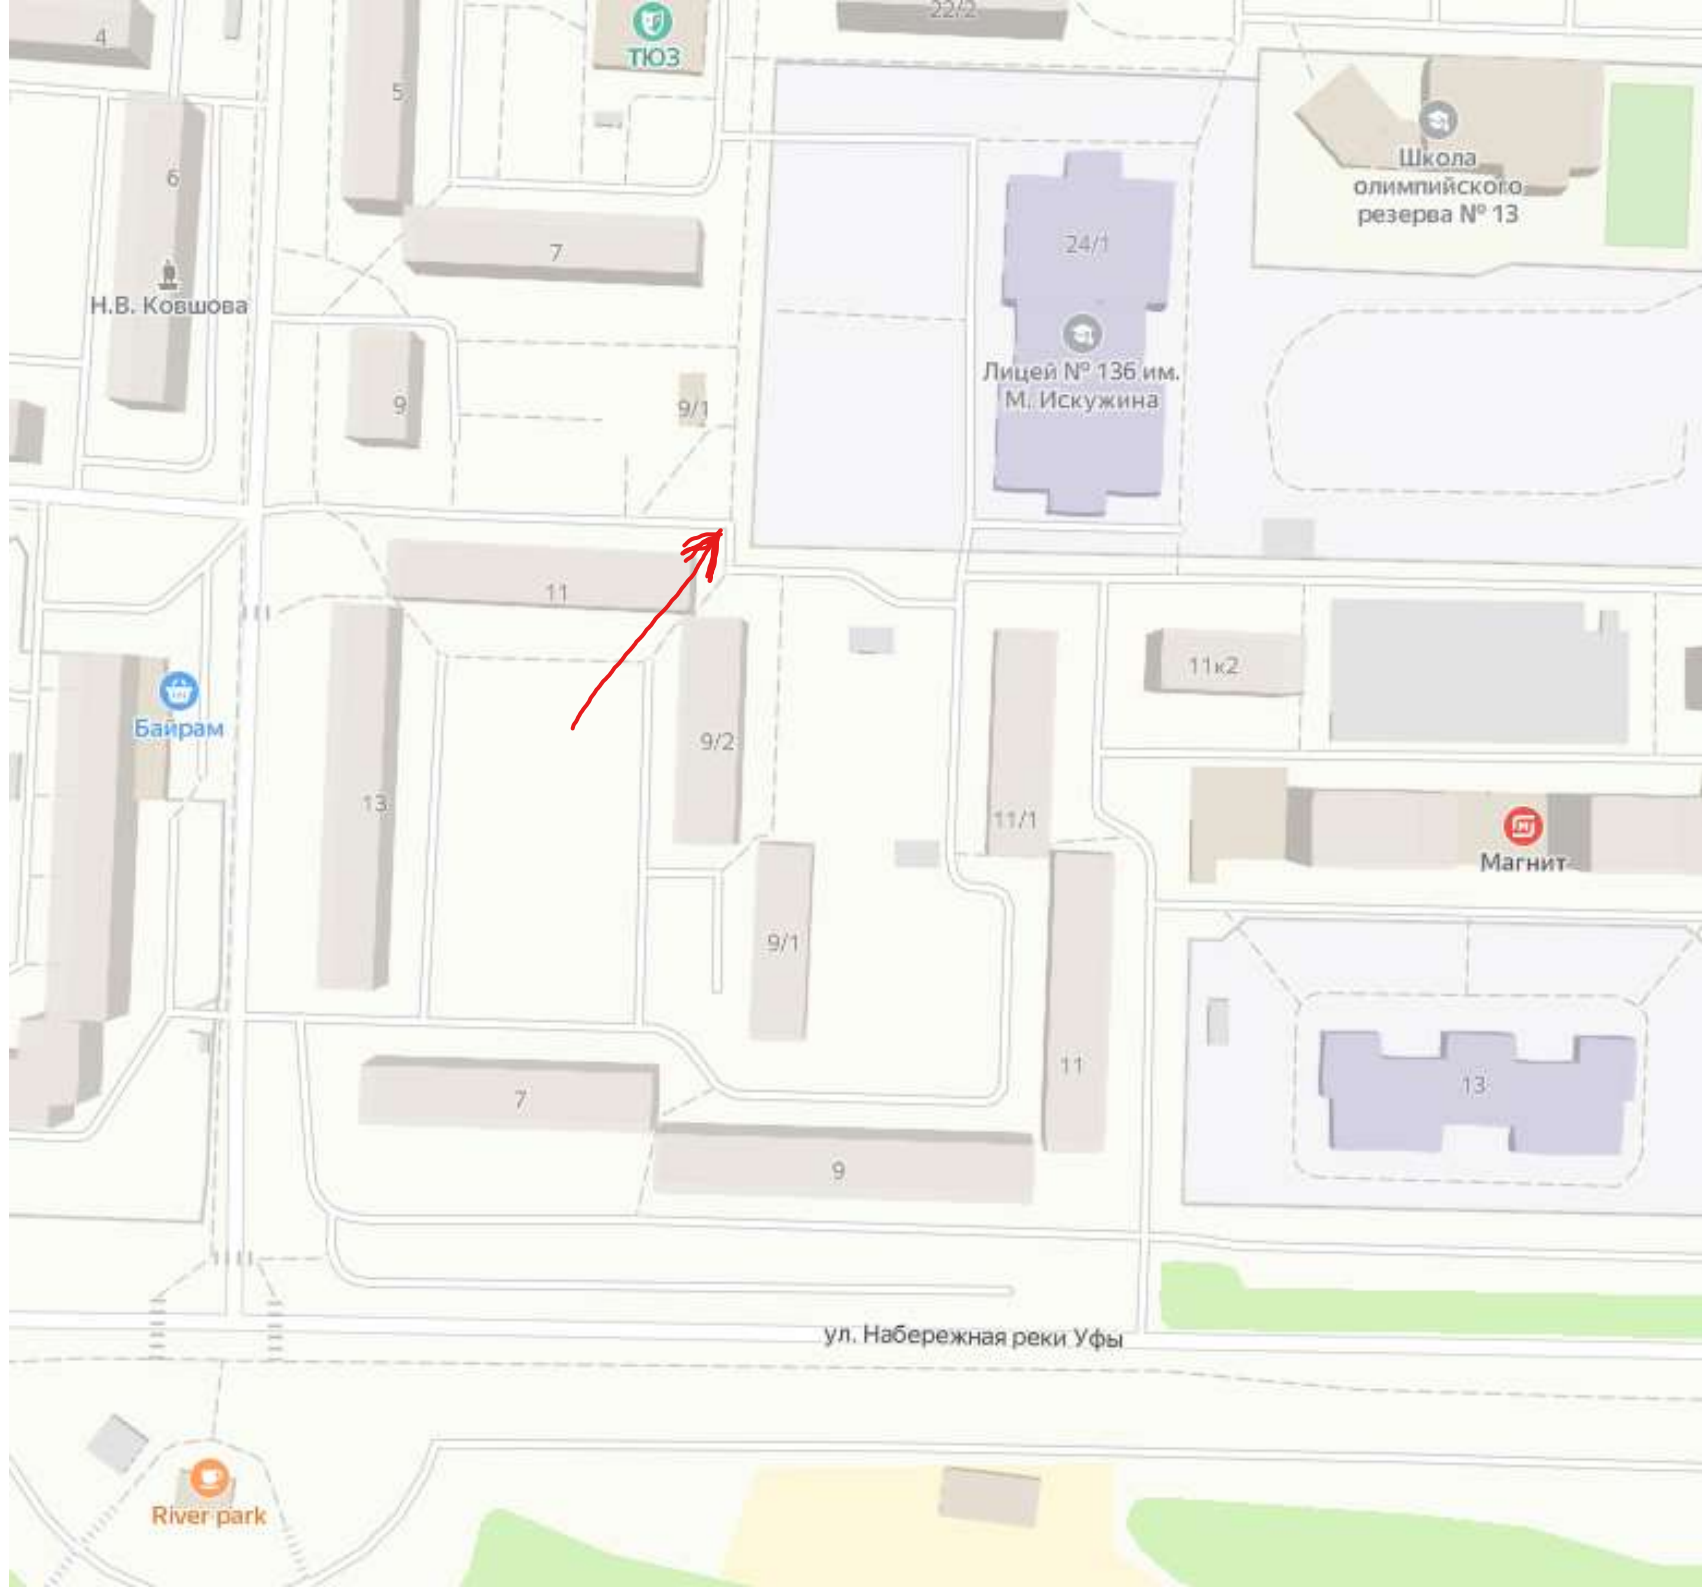 22/2
4
ТЮЗ
5
6
Школа
олимпийского
резерва № 13
7
24/1
Н.В. Ковшова
Лицей № 136 им.
М. Искужина
9
9/1
11
11к2
Байрам
9/2
13
11/1
Магнит
9/1
11
7
13
9
ул. Набережная реки Уфы
River park